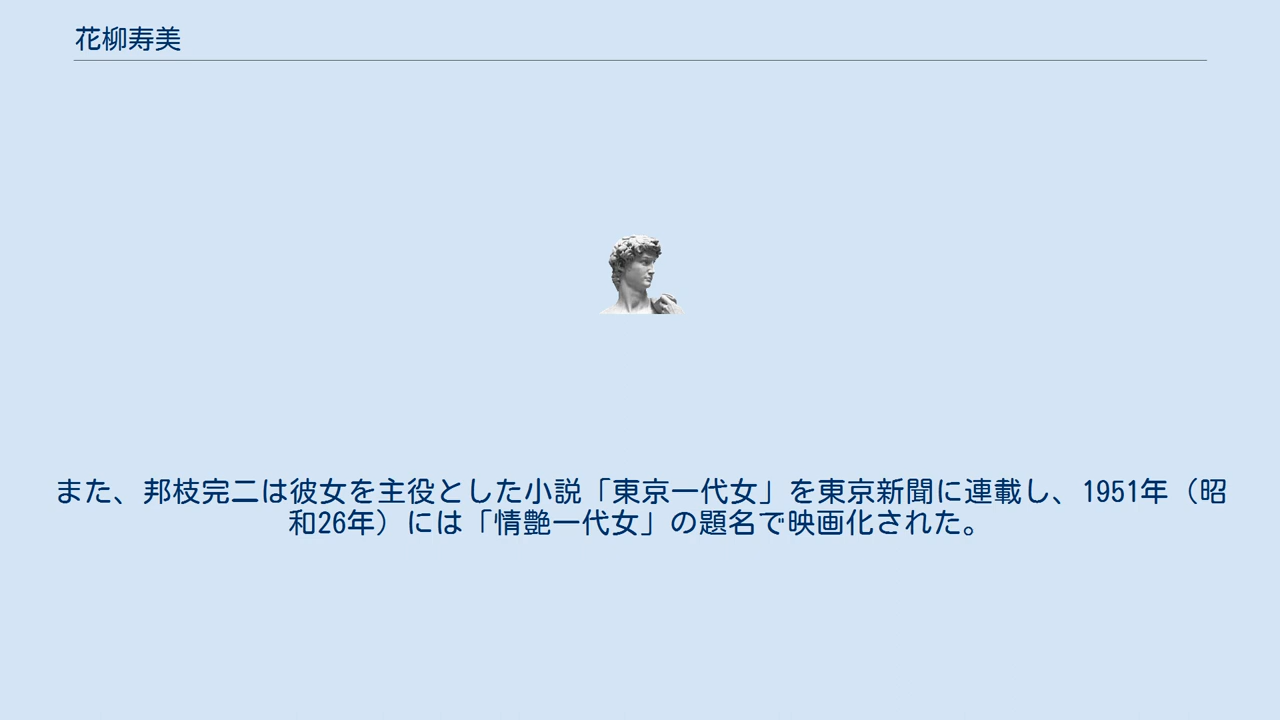 花柳寿美
また、邦枝完二は彼女を主役とした小説「東京一代女」を東京新聞に連載し、1951年（昭
和26年）には「情艶一代女」の題名で映画化された。